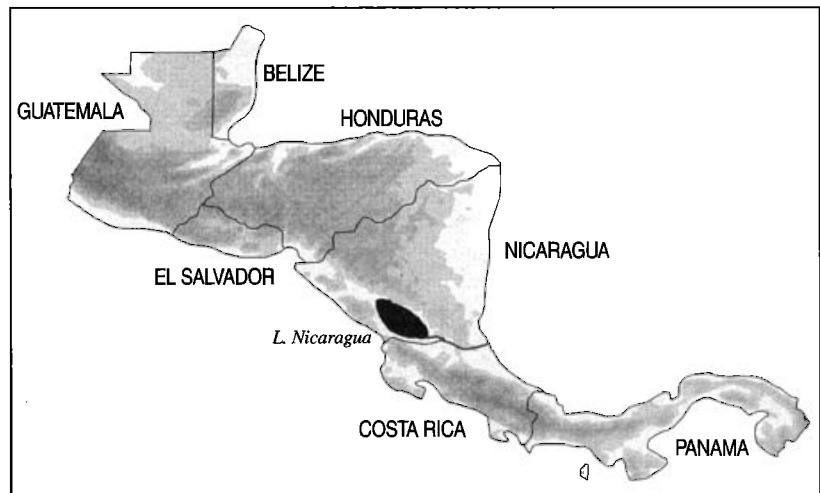 BELIZE
GUATEMALA
HONDURAS
NICARAGUA
EL SALVADOR
L. Nicaragua
COSTA RICA
PANAMA